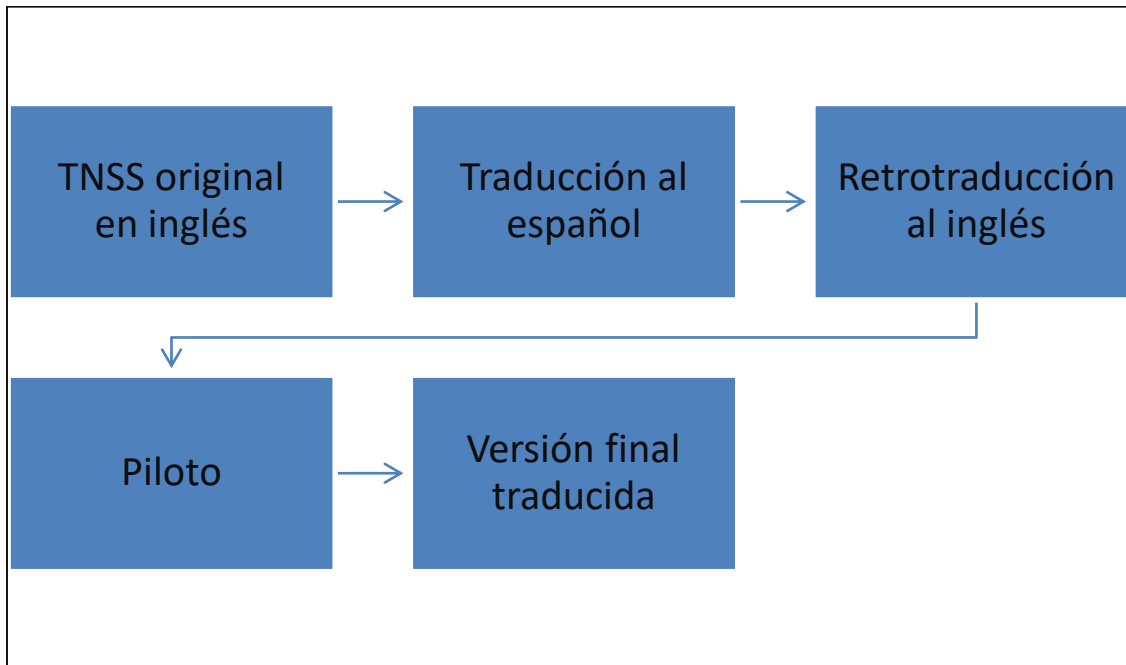 TNSS original
en inglés
Traducción al
español
Retrotraducción
al inglés
Piloto
Versión final
traducida